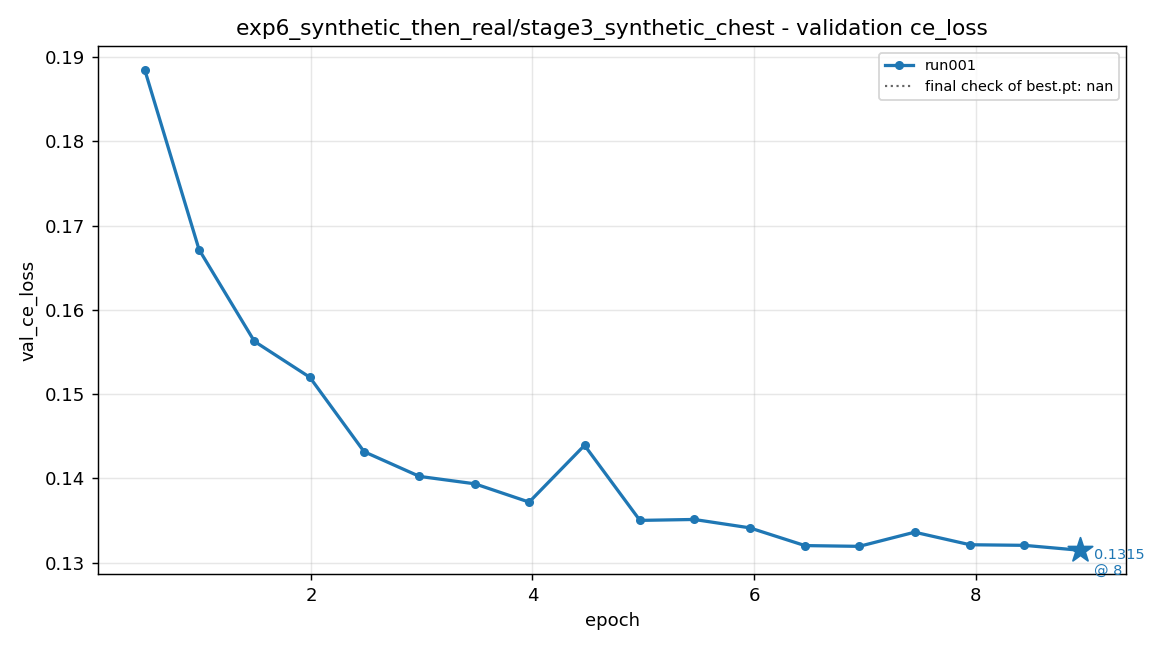 exp6_synthetic_then_real/stage3_synthetic_chest - validation ce_loss
run001
final check of best.pt: nan
val_ce_loss
0.19
0.18
0.17
0.16
0.15
0.14
0.13
0.1315
@ 8
2
4
6
8
epoch